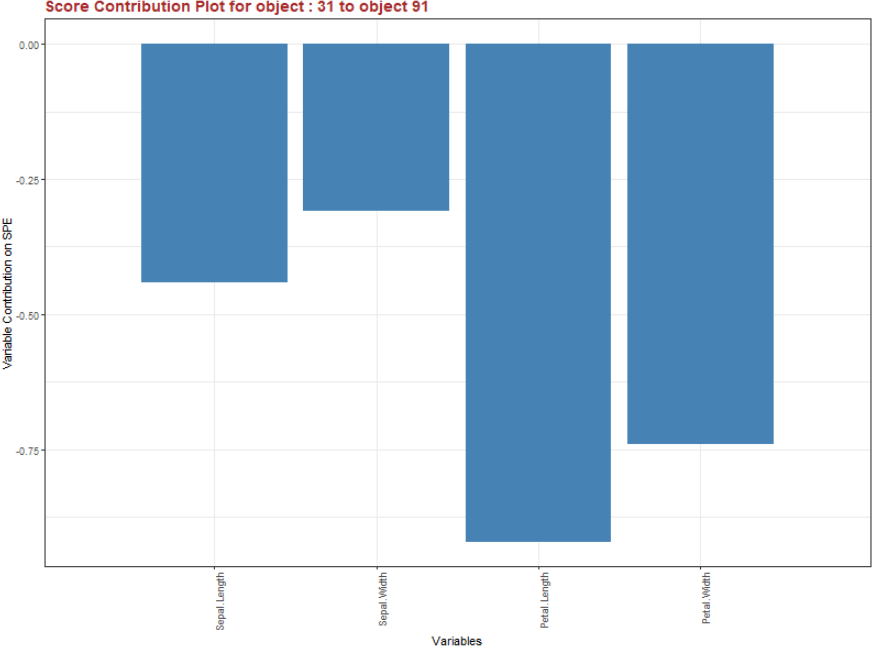 Score Contribution Plot for object : 31 to object 91
Variable Contribution on SPE
0.00
-0.25
-0.50
-0.75
Sepal.Length
Sepal.Width
Petal.Length
Petal.Width
Variables